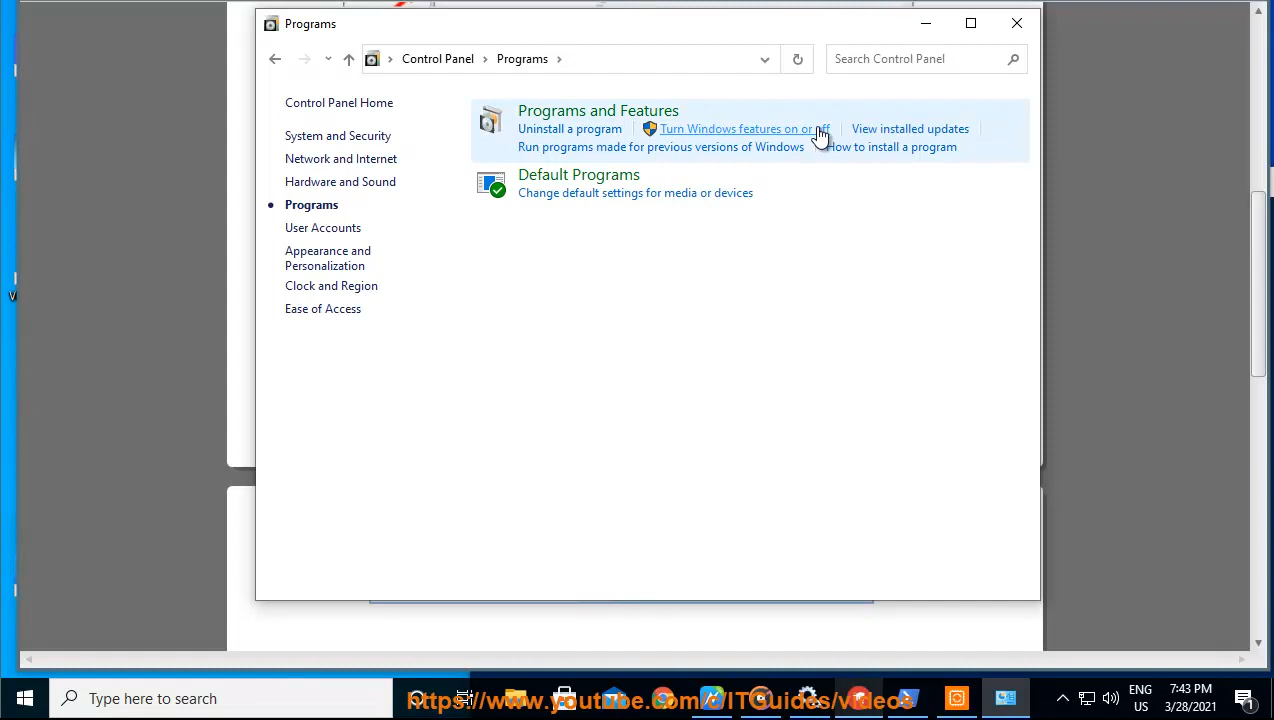 Programs
Control Panel Programs
Search Control Panel
Control Panel Home
System and Security
Network and Internet
Hardware and Sound
Programs
User Accounts
Appearance and
Personalization
Clock and Region
Ease of Access
Programs and Features
Uninstall a program Turn Windows features on or off View installed updates
Run programs made for previous versions of Windows How to install a program
Default Programs
Change default settings for media or devices
Type here to search
https://www.youtube.com/c/ITGuides/videos
ENG
US
7:43 PM
3/28/2021
1